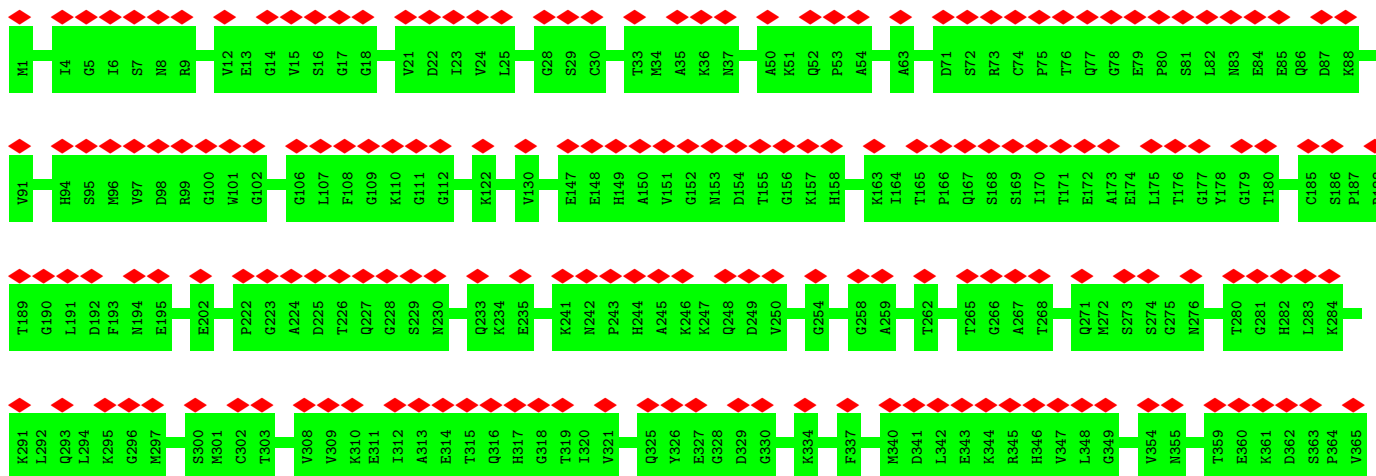 M1 I4 G5 I6 S7 N8 R9 V12 E13 G14 V15 S16 G17 G18 V21 D22 I23 V24 L25 G28 S29 C30 T33 M34 A35 K36 N37 A50 K51 Q52 P53 A54 A63 D71 S72 R73 C74 P75 T76 Q77 G78 E79 P80 S81 L82 N83 E84 E85 Q86 D87 K88
V91 H94 S95 M96 V97 D98 R99 G100 W101 G102 G106 L107 F108 G109 K110 G111 G112 K122 V130 E147 E148 H149 A150 V151 G152 N153 D154 T155 G156 K157 H158 K163 I164 T165 P166 Q167 S168 S169 I170 T171 E172 A173 E174 L175 T176 G177 Y178 G179 T180 C185 S186 P187
T189 G190 L191 D192 F193 N194 E195 E202 P222 G223 A224 D225 T226 Q227 G228 S229 N230 Q233 K234 E235 K241 N242 P243 H244 A245 K246 K247 Q248 D249 V250 G254 G258 A259 T262 T265 G266 A267 T268 Q271 M272 S273 S274 G275 N276 T280 G281 H282 L283 K284
K291 L292 Q293 L294 K295 G296 M297 S300 M301 C302 T303 V308 V309 K310 E311 I312 A313 E314 T315 Q316 H317 G318 T319 I320 V321 Q325 Y326 E327 G328 D329 G330 K334 F337 M340 D341 L342 E343 K344 R345 H346 V347 L348 G349 V354 N355 T359 E360 K361 D362 S363 P364 V365